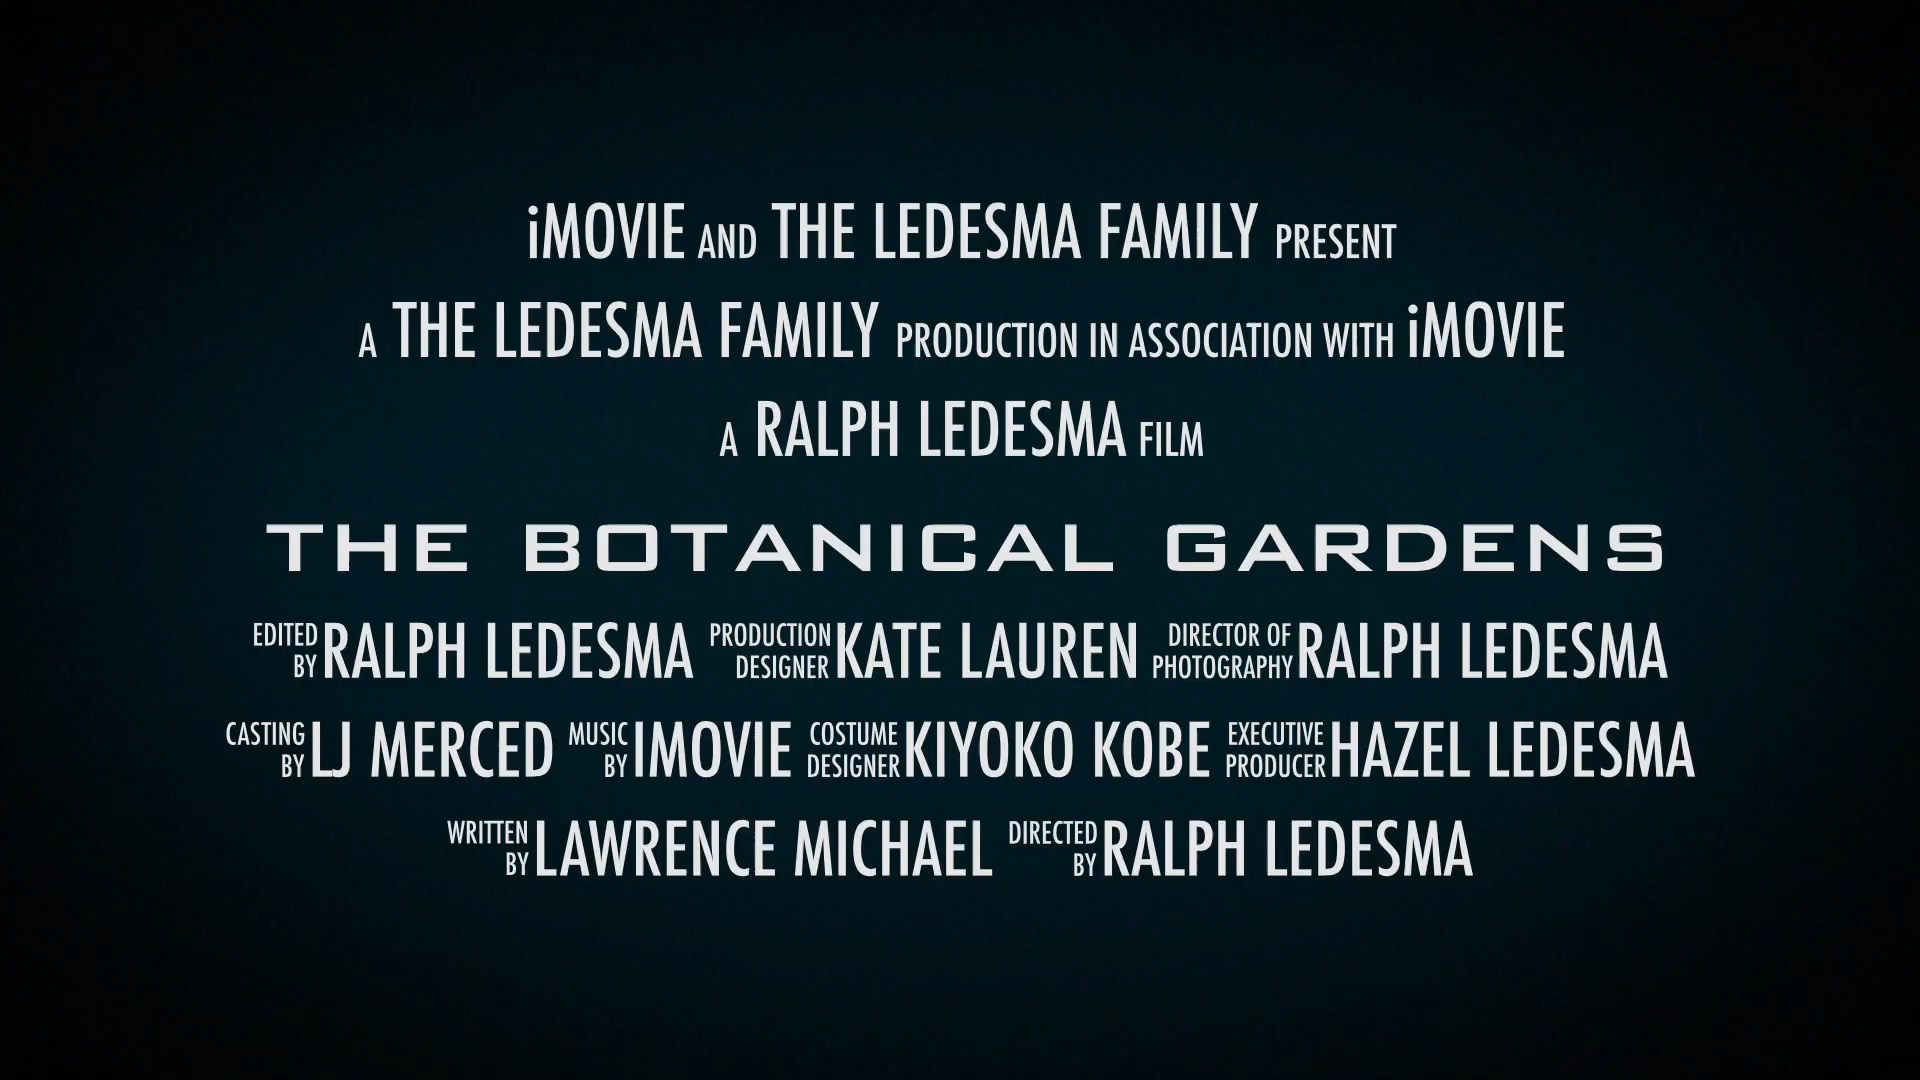 iMOVIE AND THE LEDESMA FAMILY PRESENT
A THE LEDESMA FAMILY PRODUCTION IN ASSOCIATION WITH iMOVIE
A RALPH LEDESMA FILM
THE BOTANICAL GARDENS
EDITED BY RALPH LEDESMA PRODUCTION DESIGNER KATE LAUREN DIRECTOR OF PHOTOGRAPHY RALPH LEDESMA
CASTING BY LJ MERCED MUSIC BY IMOVIE COSTUME DESIGNER KIYOKO KOBE EXECUTIVE PRODUCER HAZEL LEDESMA
WRITTEN BY LAWRENCE MICHAEL DIRECTED BY RALPH LEDESMA